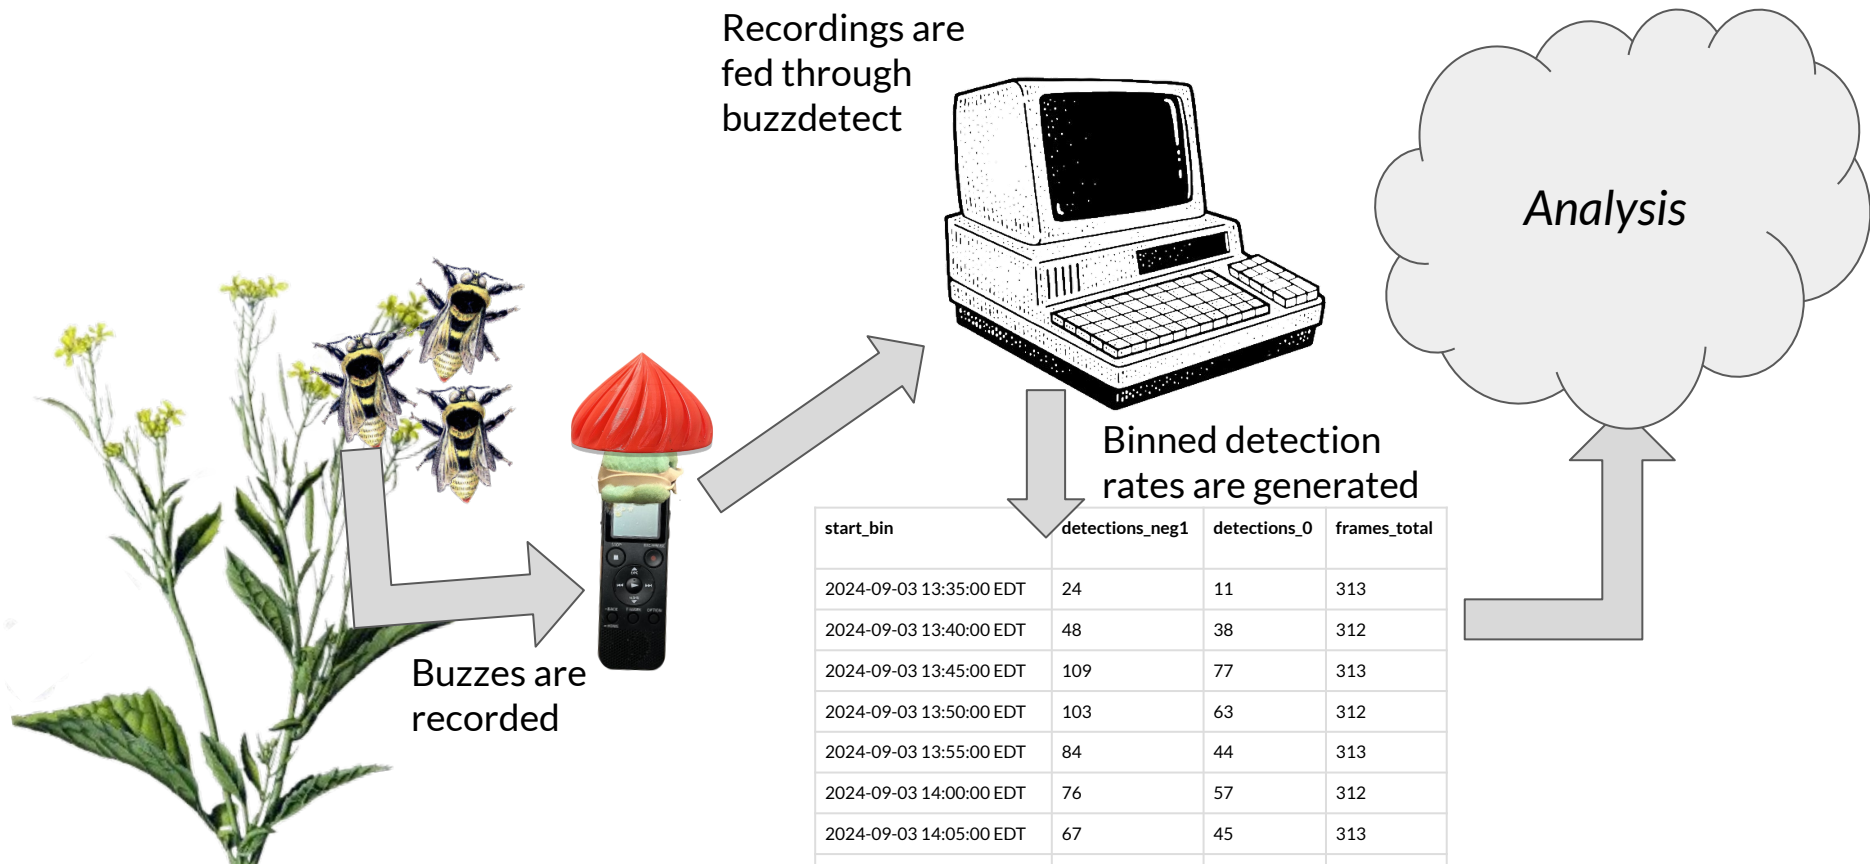 Recordings are
fed through
buzzdetect
Analysis
Buzzes are
recorded
Binned detection
rates are generated
start_bin detections_neg1 detections_0 frames_total
2024-09-03 13:35:00 EDT 24 11 313
2024-09-03 13:40:00 EDT 48 38 312
2024-09-03 13:45:00 EDT 109 77 313
2024-09-03 13:50:00 EDT 103 63 312
2024-09-03 13:55:00 EDT 84 44 313
2024-09-03 14:00:00 EDT 76 57 312
2024-09-03 14:05:00 EDT 67 45 313